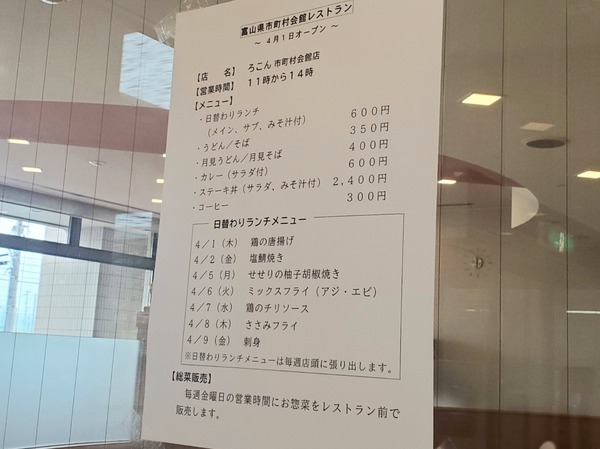 富山県市町村会館レストラン
～ 4月1日オープン ～
【店　　名】　ろこん 市町村会館店
【営業時間】　11時から14時
【メニュー】
・日替わりランチ　600円
（メイン、サブ、みそ汁付）
・うどん／そば　350円
・月見うどん／月見そば　400円
・カレー（サラダ付）　600円
・ステーキ丼（サラダ、みそ汁付）　2,400円
・コーヒー　300円
日替わりランチメニュー
4／1（木）　鶏の唐揚げ
4／2（金）　塩鯖焼き
4／5（月）　せせりの柚子胡椒焼き
4／6（火）　ミックスフライ（アジ・エビ）
4／7（水）　鶏のチリソース
4／8（木）　ささみフライ
4／9（金）　刺身
※日替わりランチメニューは毎週店頭に張り出します。
【総菜販売】
毎週金曜日の営業時間にお惣菜をレストラン前で
販売します。